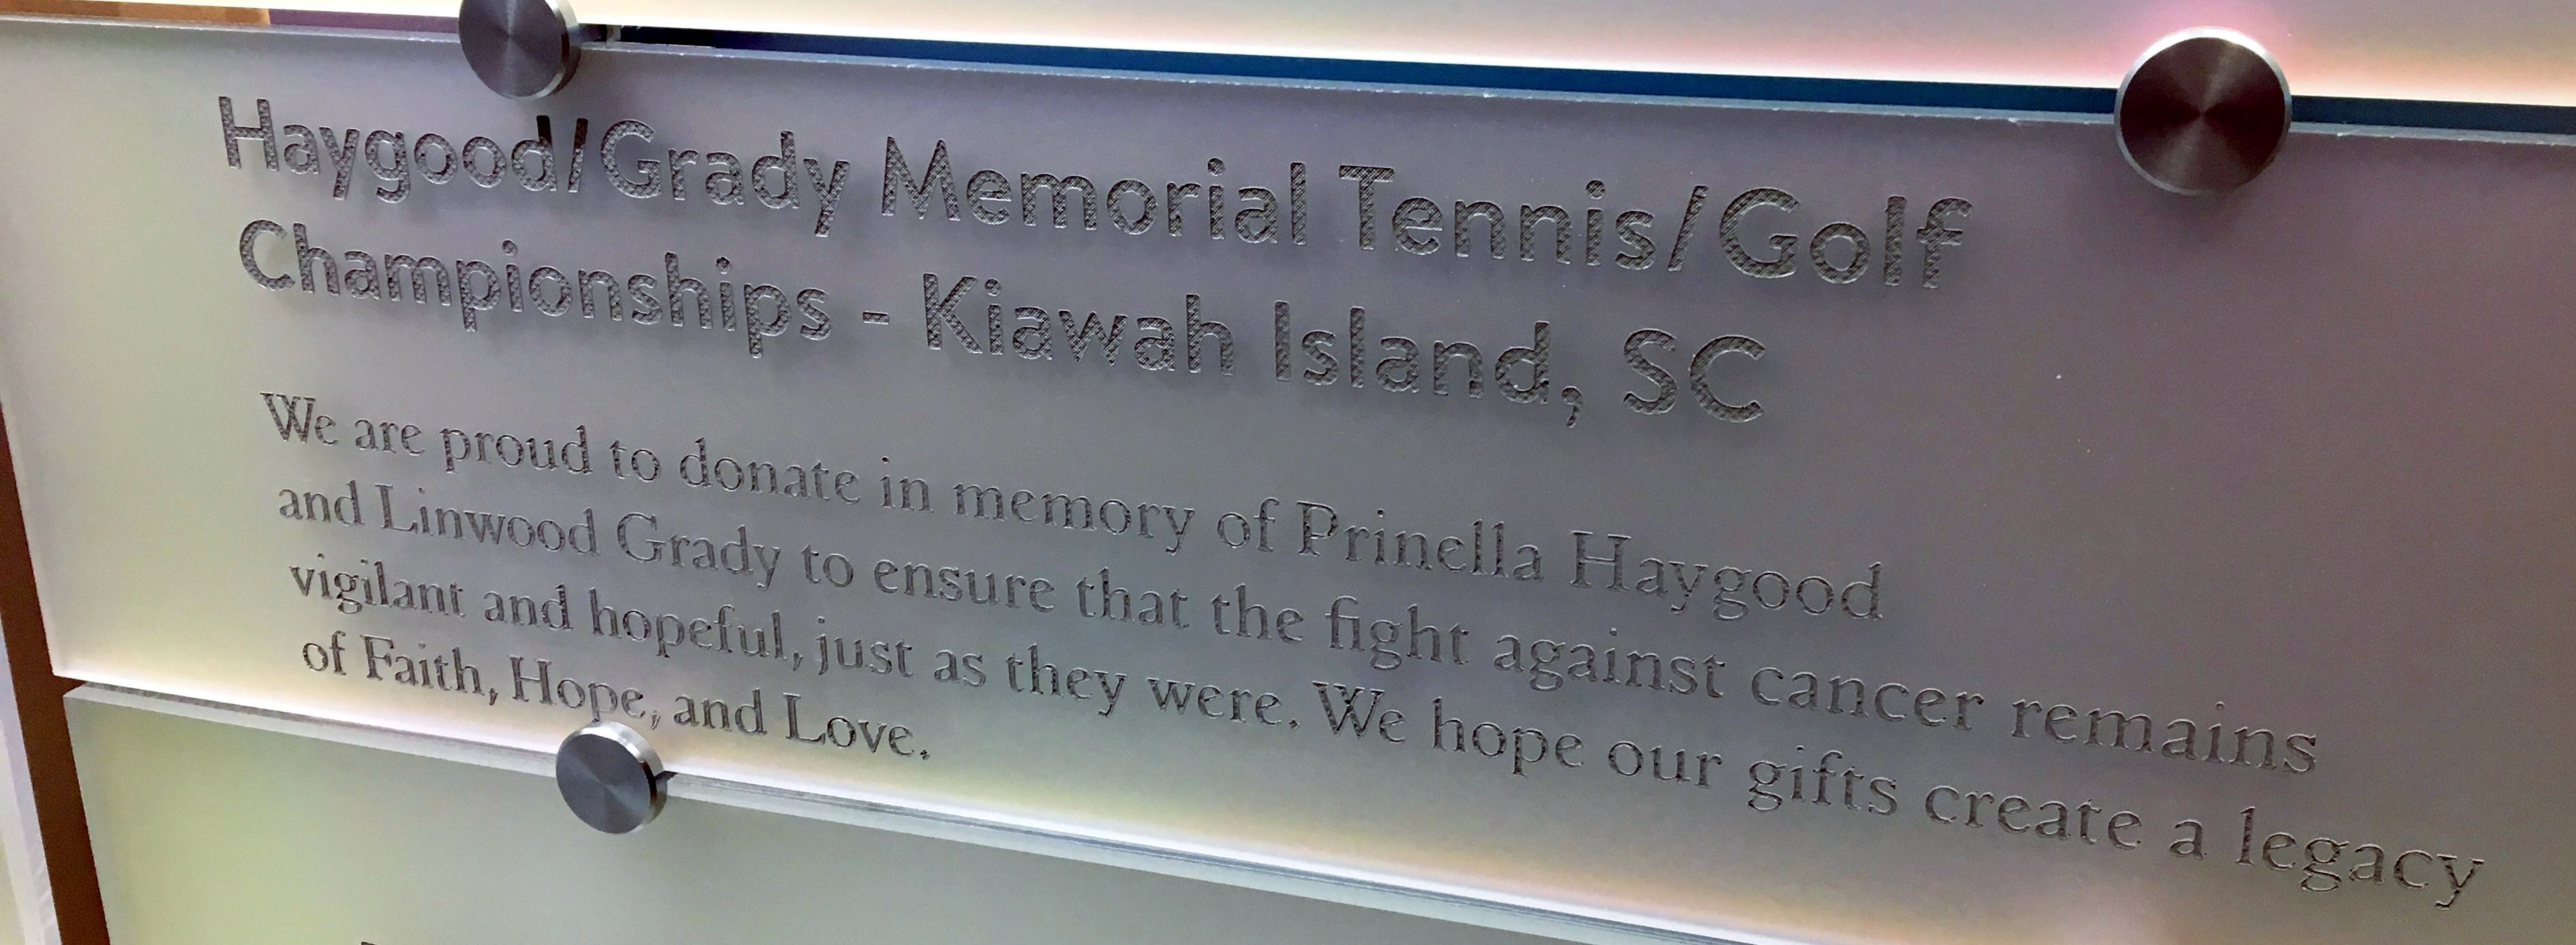 Haygood/Grady Memorial Tennis/Golf
Championships - Kiawah Island, SC
We are proud to donate in memory of Prinella Haygood
and Linwood Grady to ensure that the fight against cancer remains
vigilant and hopeful, just as they were. We hope our gifts create a legacy
of Faith, Hope, and Love.